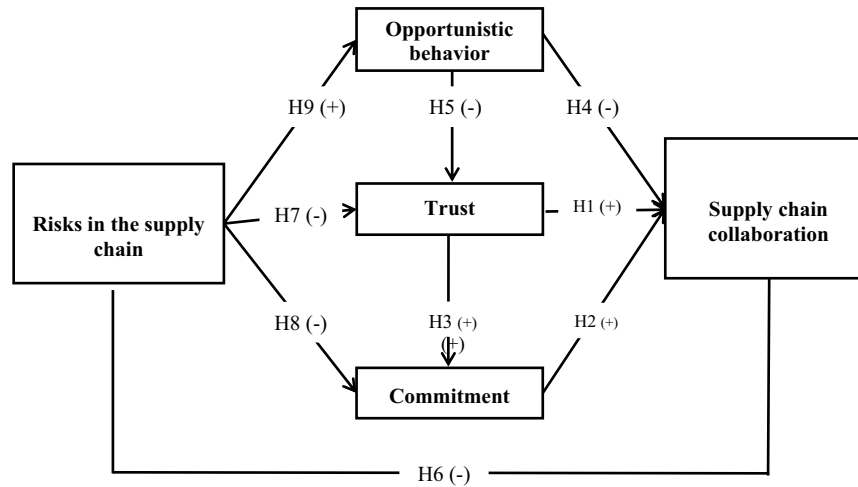 Opportunistic
behavior
H9 (+)
H5 (-)
H4 (-)
Risks in the supply
chain
H7 (-)
Trust
H1 (+)
Supply chain
collaboration
H8 (-)
H3 (+)
(+)
H2 (+)
Commitment
H6 (-)